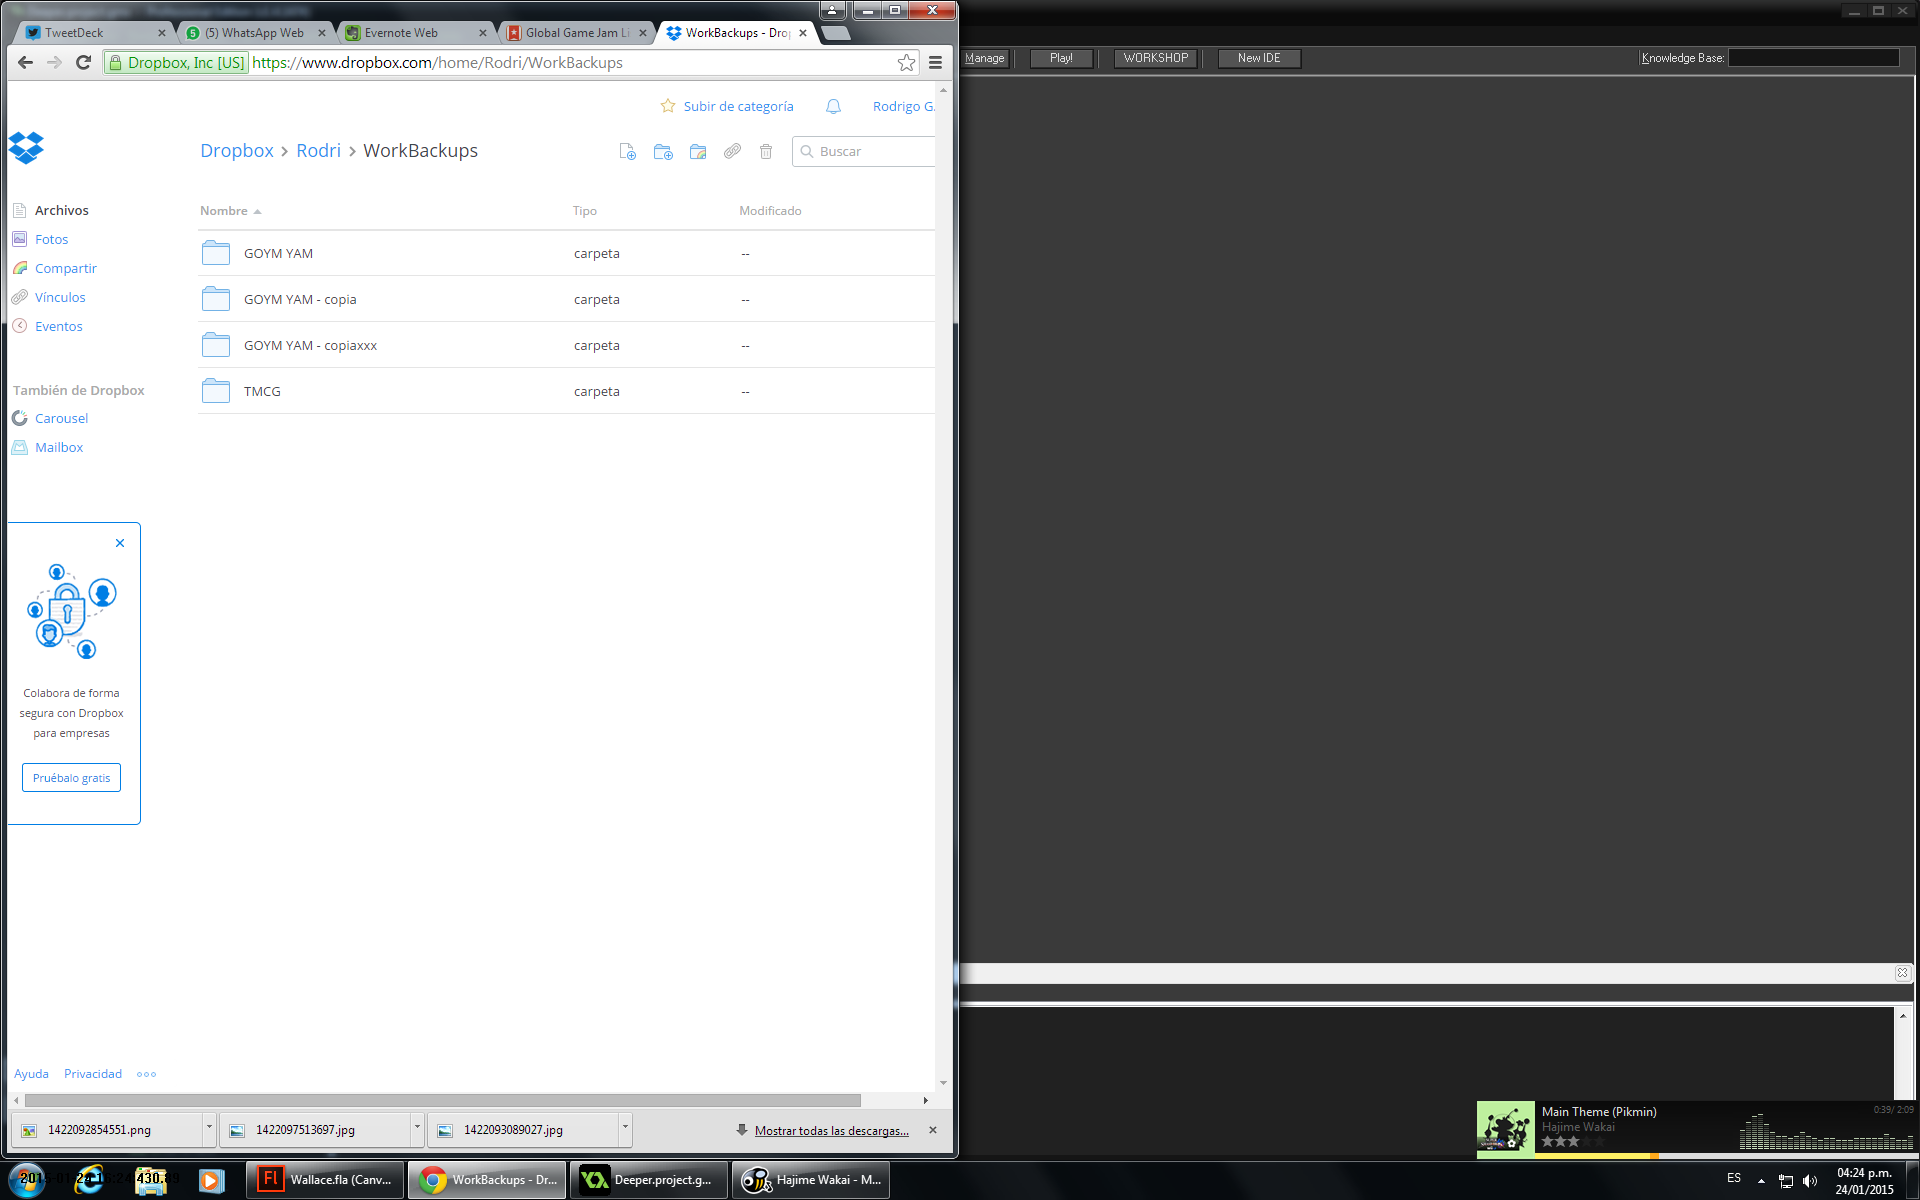 TweetDeck
(5) WhatsApp Web
Evernote Web
Global Game Jam Li
WorkBackups - Dro
Dropbox, Inc [US]
https://www.dropbox.com/home/Rodri/WorkBackups
Manage
Play!
WORKSHOP
New IDE
Knowledge Base:
Subir de categoría
Rodrigo G.
Dropbox > Rodri > WorkBackups
Buscar
Archivos
Fotos
Compartir
Vínculos
Eventos
También de Dropbox
Carousel
Mailbox
Nombre
Tipo
Modificado
GOYM YAM
carpeta
--
GOYM YAM - copia
carpeta
--
GOYM YAM - copiaxxx
carpeta
--
TMCG
carpeta
--
Colabora de forma
segura con Dropbox
para empresas
Pruébalo gratis
Ayuda
Privacidad
1422092854551.png
1422097513697.jpg
1422093089027.jpg
Mostrar todas las descargas...
Main Theme (Pikmin)
Hajime Wakai
0:39/ 2:09
Wallace.fla (Canv...
WorkBackups - Dr...
Deeper.project.g...
Hajime Wakai - M...
ES
04:24 p.m.
24/01/2015